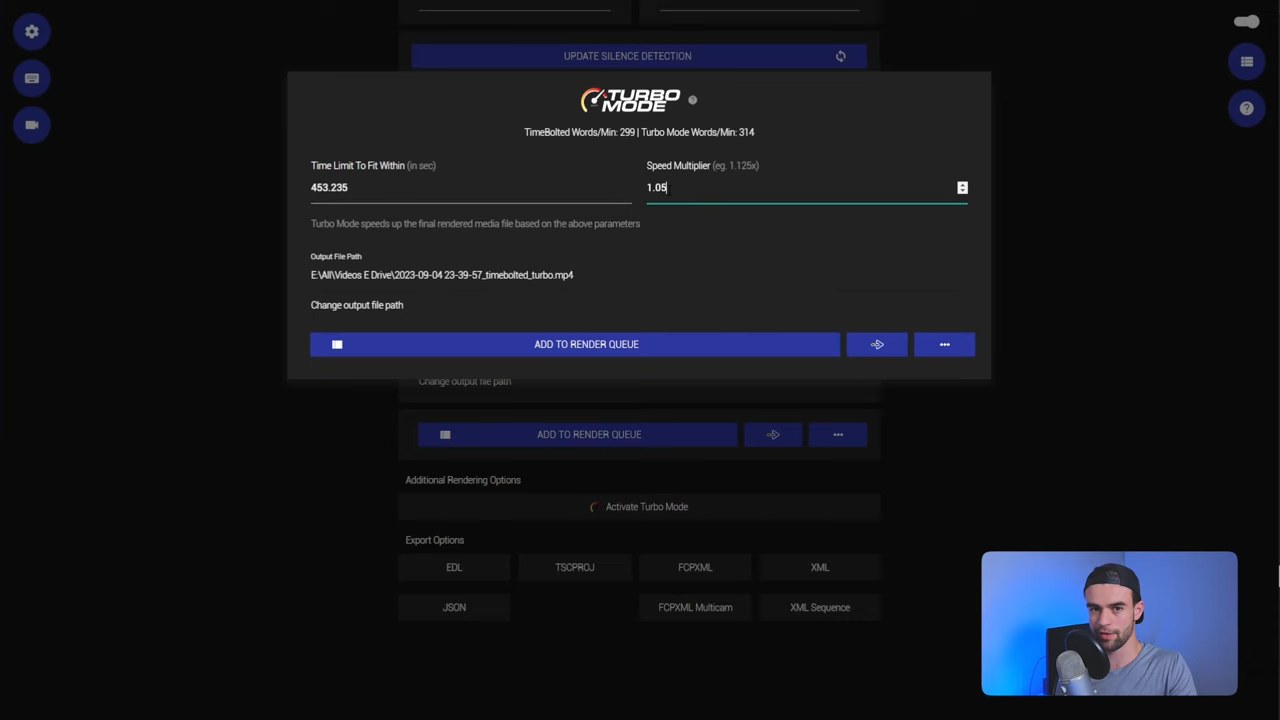 UPDATE SILENCE DETECTION
TURBO
MODE
?
TimeBolted Words/Min: 299 | Turbo Mode Words/Min: 314
Time Limit To Fit Within (in sec)
Speed Multiplier (eg. 1.125x)
453.235
1.05
Turbo Mode speeds up the final rendered media file based on the above parameters
Output File Path
E:\All\Videos E Drive\2023-09-04 23-39-57_timebolted_turbo.mp4
Change output file path
ADD TO RENDER QUEUE
Change output file path
ADD TO RENDER QUEUE
Additional Rendering Options
Activate Turbo Mode
Export Options
EDL
TSCPROJ
FCPXML
XML
JSON
FCPXML Multicam
XML Sequence